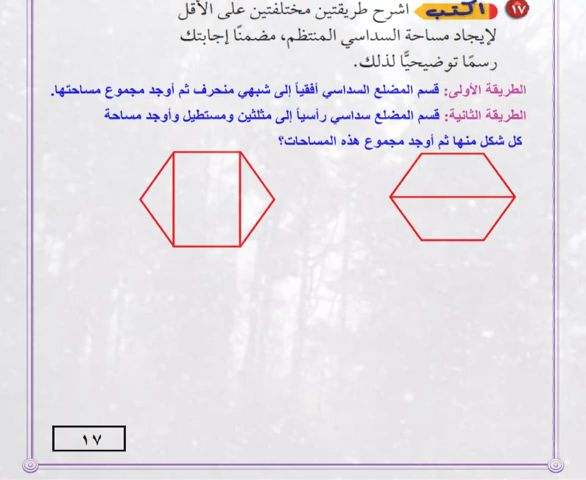 ١٧ اكتب اشرح طريقتين مختلفتين على الأقل
لإيجاد مساحة السداسي المنتظم، مضمنًا إجابتك
رسمًا توضيحيًّا لذلك.
الطريقة الأولى: قسم المضلع السداسي أفقياً إلى شبهي منحرف ثم أوجد مجموع مساحتها.
الطريقة الثانية: قسم المضلع سداسي رأسياً إلى مثلثين ومستطيل وأوجد مساحة
كل شكل منها ثم أوجد مجموع هذه المساحات؟
١٧